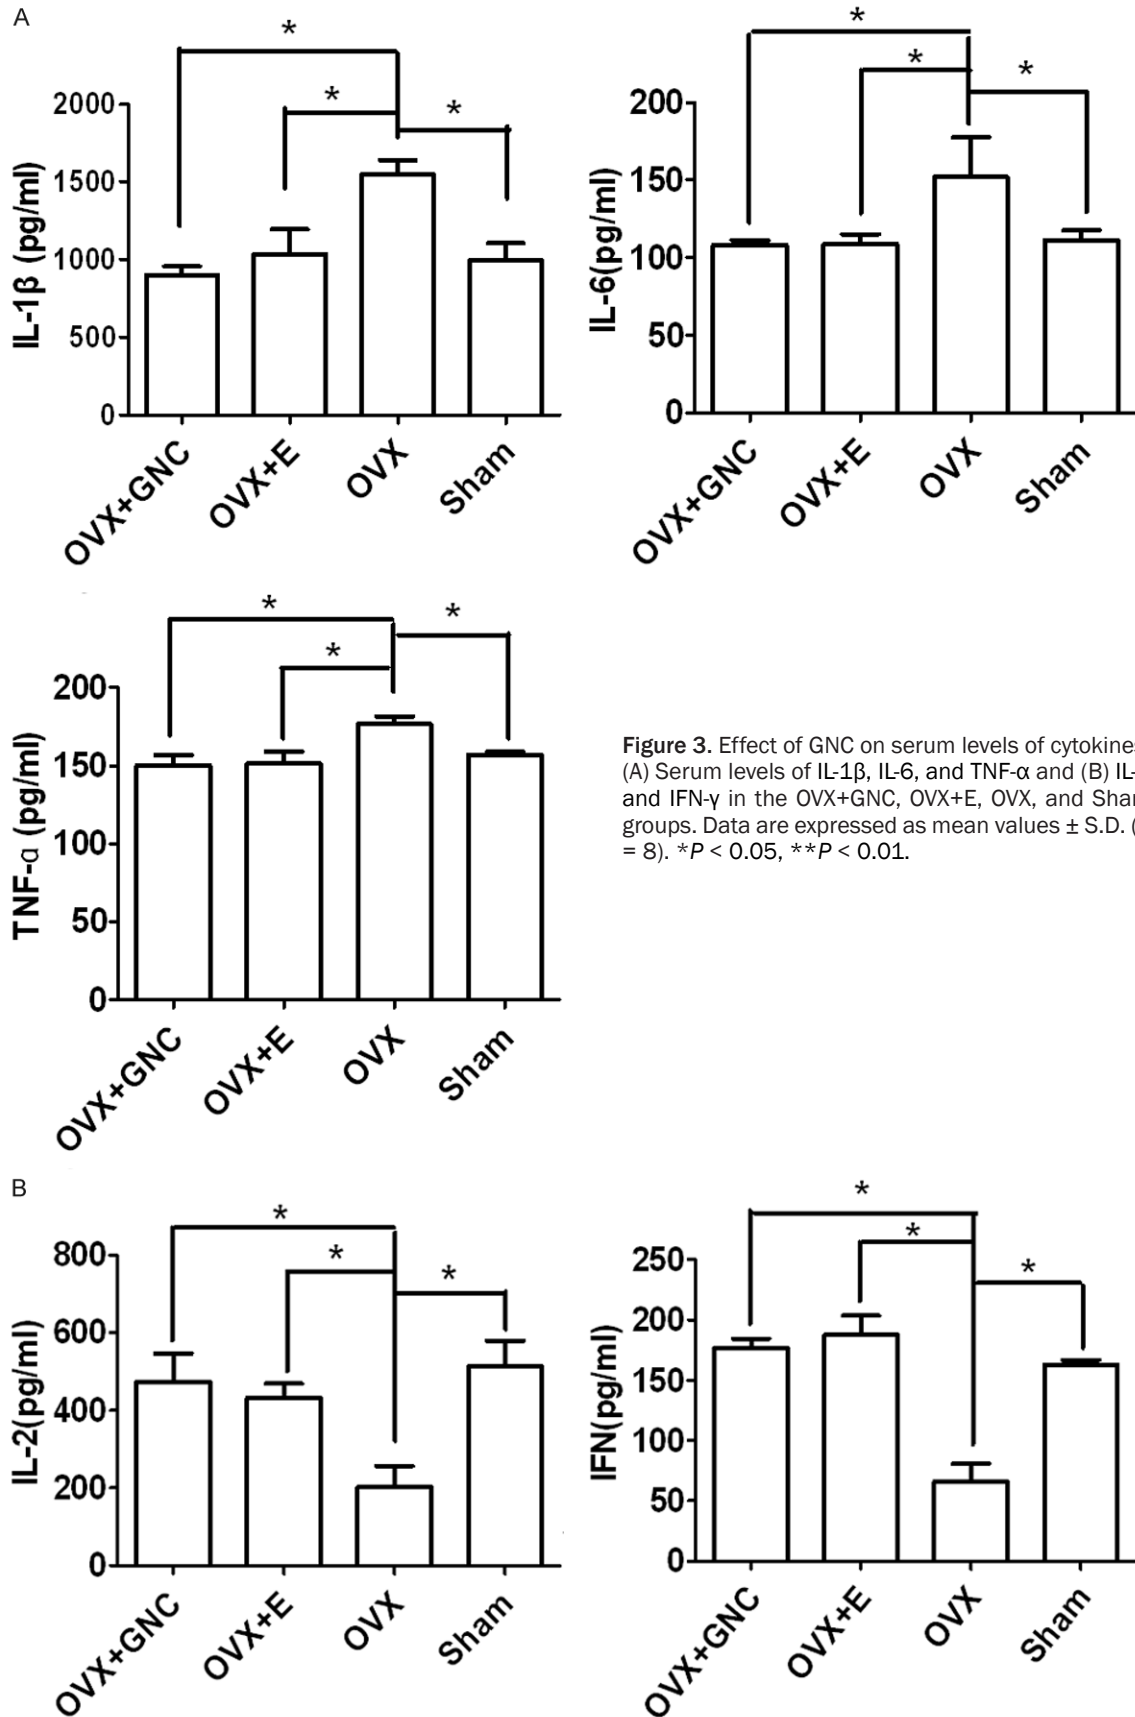 A
*
*
*
2000
1500
1000
500
0
IL-1β (pg/ml)
OVX+GNC
OVX+E
OVX
Sham
*
*
*
200
150
100
50
0
IL-6(pg/ml)
OVX+GNC
OVX+E
OVX
Sham
*
*
*
200
150
100
50
0
TNF-α (pg/ml)
OVX+GNC
OVX+E
OVX
Sham
Figure 3. Effect of GNC on serum levels of cytokines
(A) Serum levels of IL-1β, IL-6, and TNF-α and (B) IL-
and IFN-γ in the OVX+GNC, OVX+E, OVX, and Sham
groups. Data are expressed as mean values ± S.D. (
= 8). *P < 0.05, **P < 0.01.
B
*
*
*
800
600
400
200
0
IL-2(pg/ml)
OVX+GNC
OVX+E
OVX
Sham
*
*
*
250
200
150
100
50
0
IFN(pg/ml)
OVX+GNC
OVX+E
OVX
Sham